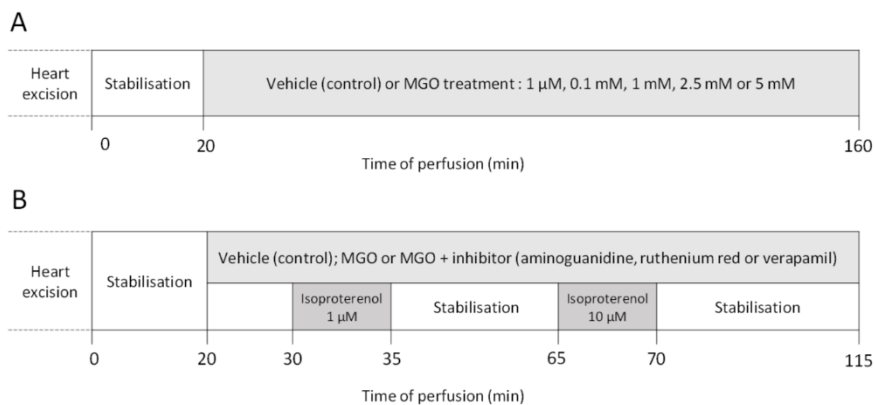 A
Heart
excision
Stabilisation
Vehicle (control) or MGO treatment : 1 µM, 0.1 mM, 1 mM, 2.5 mM or 5 mM
0
20
160
Time of perfusion (min)
B
Heart
excision
Stabilisation
Vehicle (control); MGO or MGO + inhibitor (aminoguanidine, ruthenium red or verapamil)
Isoproterenol
1 µM
Stabilisation
Isoproterenol
10 µM
Stabilisation
0
20
30
35
65
70
115
Time of perfusion (min)